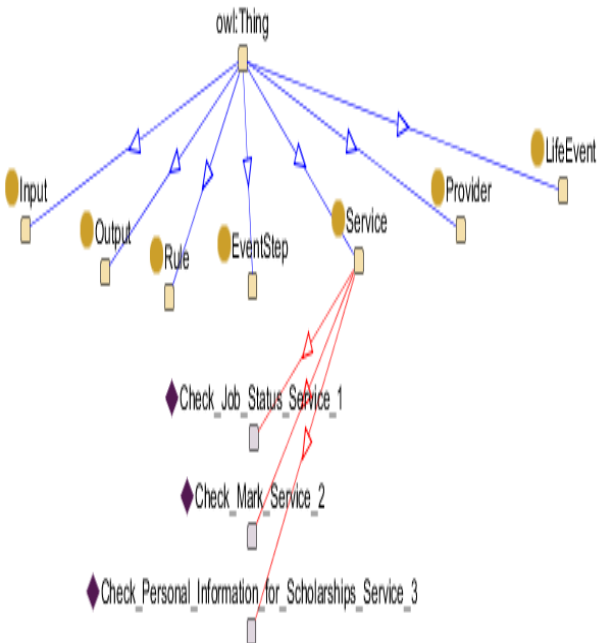 owl:Thing
LifeEvent
Input
Provider
Output
Service
Rule
EventStep
Check_Job_Status_Service_1
Check_Mark_Service_2
Check_Personal_Information_for_Scholarships_Service_3